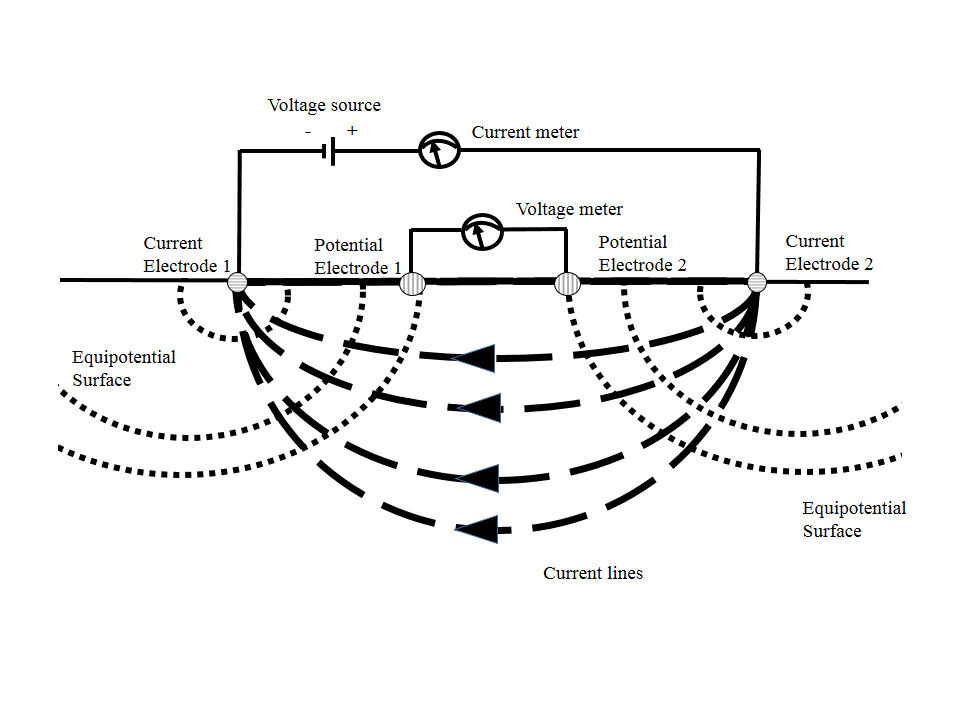 Voltage source
- +
Current meter
Voltage meter
Current
Electrode 1
Potential
Electrode 1
Potential
Electrode 2
Current
Electrode 2
Equipotential
Surface
Equipotential
Surface
Current lines